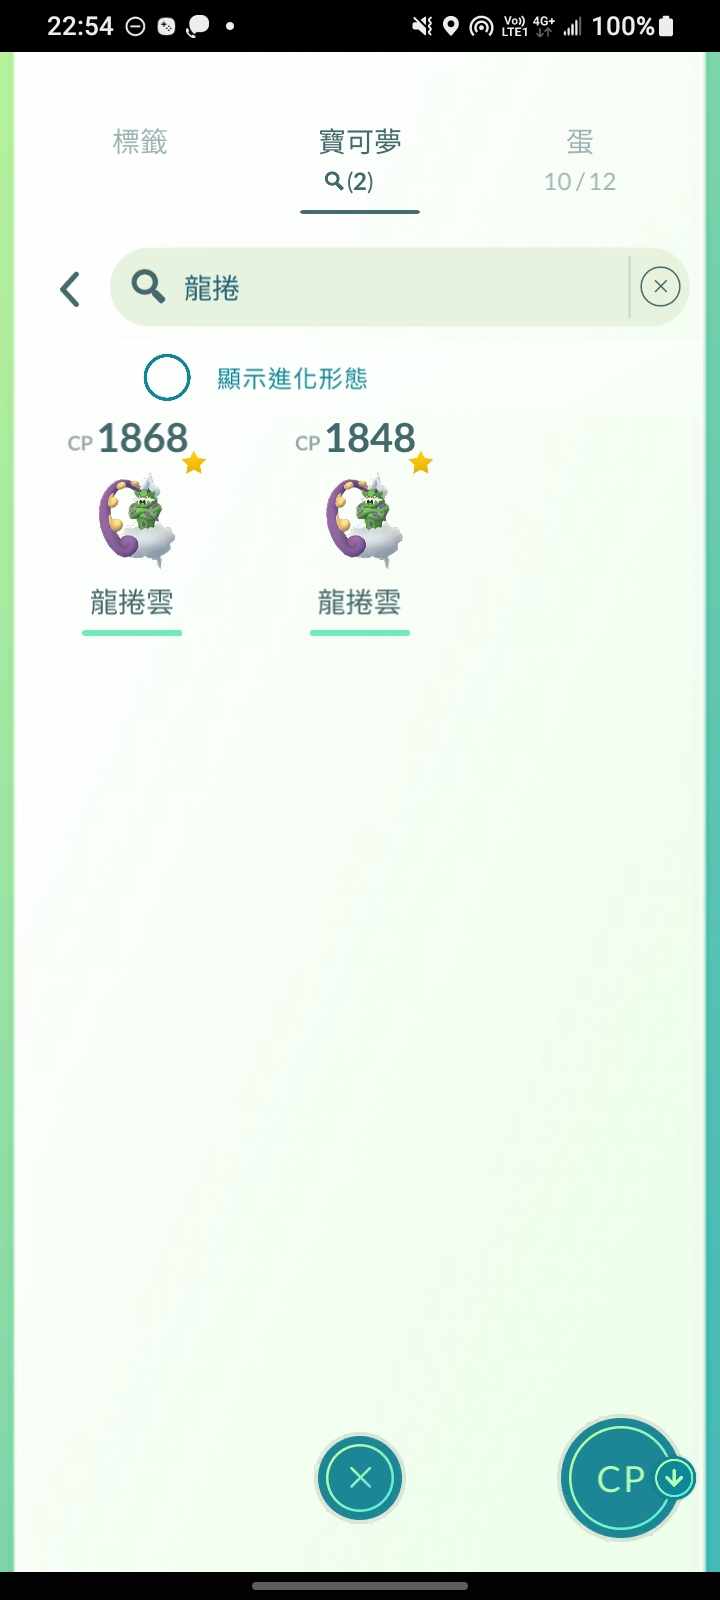 22:54
Vo)) 4G+
LTE1
100%
標籤
寶可夢
蛋
(2)
10/12
龍捲
顯示進化形態
CP 1868
CP 1848
龍捲雲
龍捲雲
CP